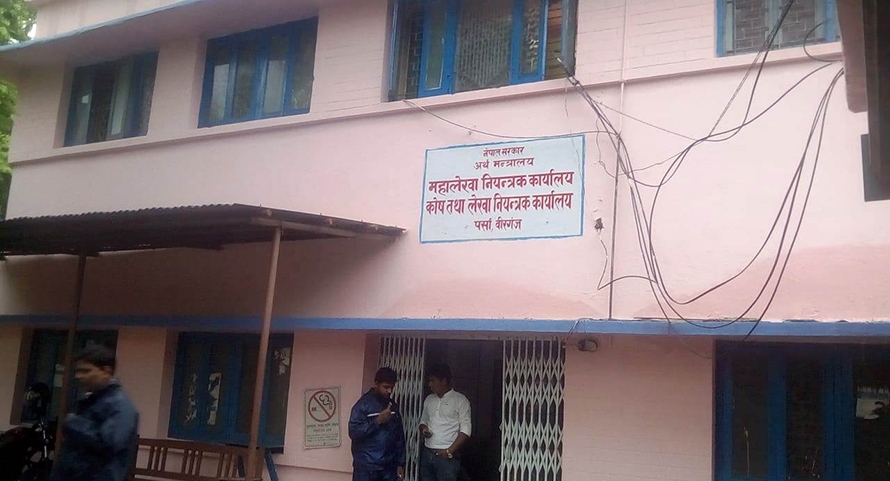 नेपाल सरकार
अर्थ मन्त्रालय
महालेखा नियन्त्रक कार्यालय
कोष तथा लेखा नियन्त्रक कार्यालय
पर्सा, वीरगंज